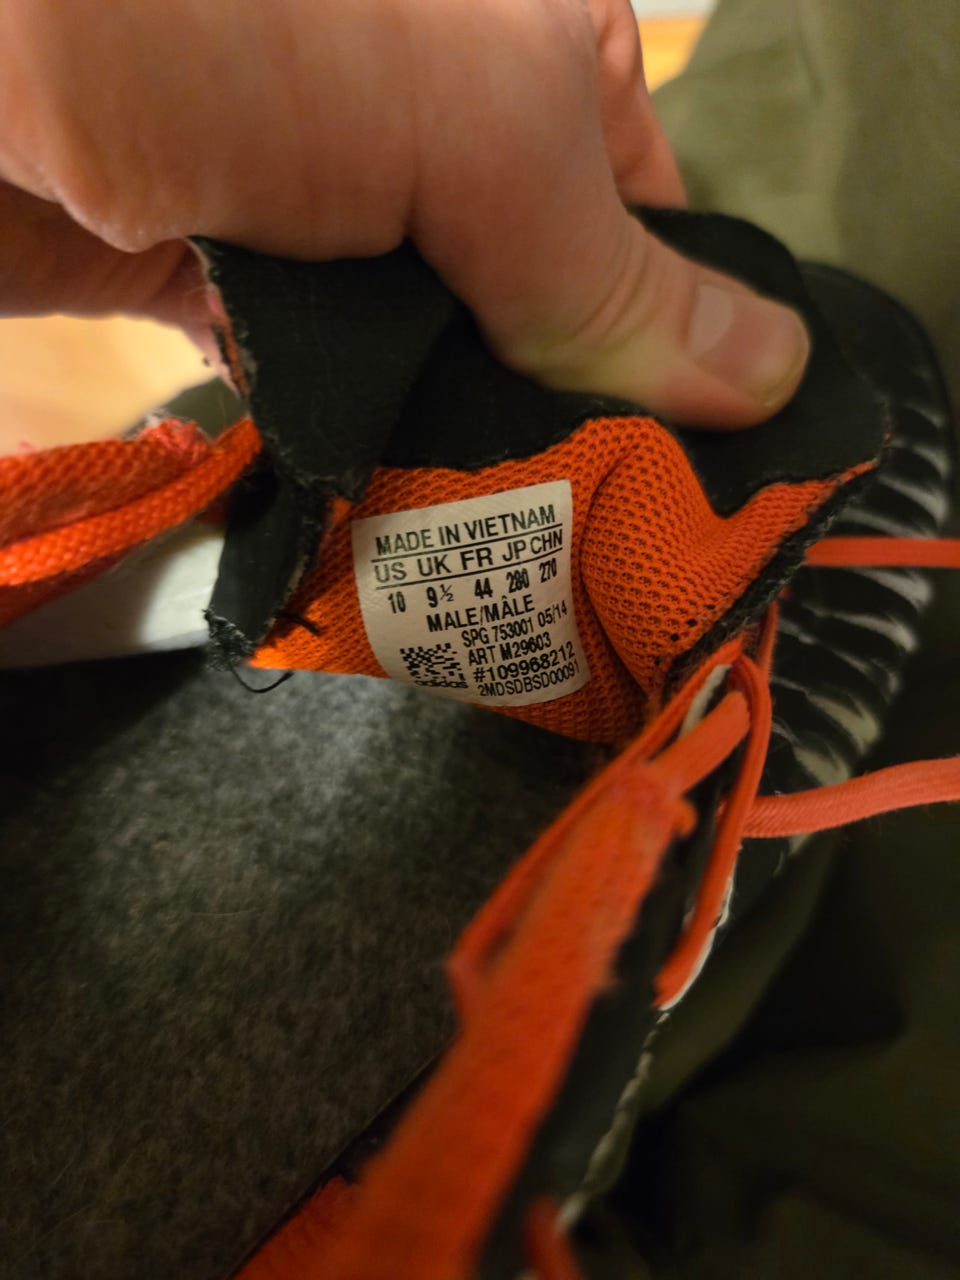 MADE IN VIETNAM
US UK FR JP CHN
10 9½ 44 280 270
MALE/MÂLE
SPG 753001 05/14
ART M29603
#109968212
adidas 2MDSDBSD00091